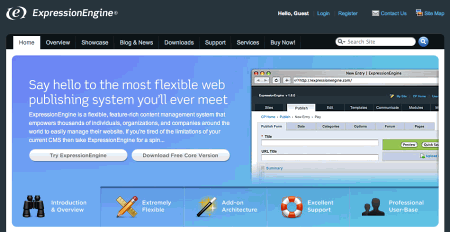 ExpressionEngine®
Hello, Guest Login Register Contact Us Site Map
Home Overview Showcase Blog & News Downloads Support Services Buy Now! Search Site
Say hello to the most flexible web
publishing system you'll ever meet
ExpressionEngine is a flexible, feature-rich content management system that
empowers thousands of individuals, organizations, and companies around the
world to easily manage their website. If you're tired of the limitations of your
current CMS then take ExpressionEngine for a spin...
Try ExpressionEngine Download Free Core Version
New Entry | ExpressionEngine
http://expressionengine.com/
Sites Publish Edit Templates Communicate Modules
CP Home > Publish > New Entry
Publish Form Date Categories Options Forum Pages
Title
Preview Quick Save
URL Title
Summary
Introduction
& Overview
Extremely
Flexible
Add-on
Architecture
Excellent
Support
Professional
User-Base